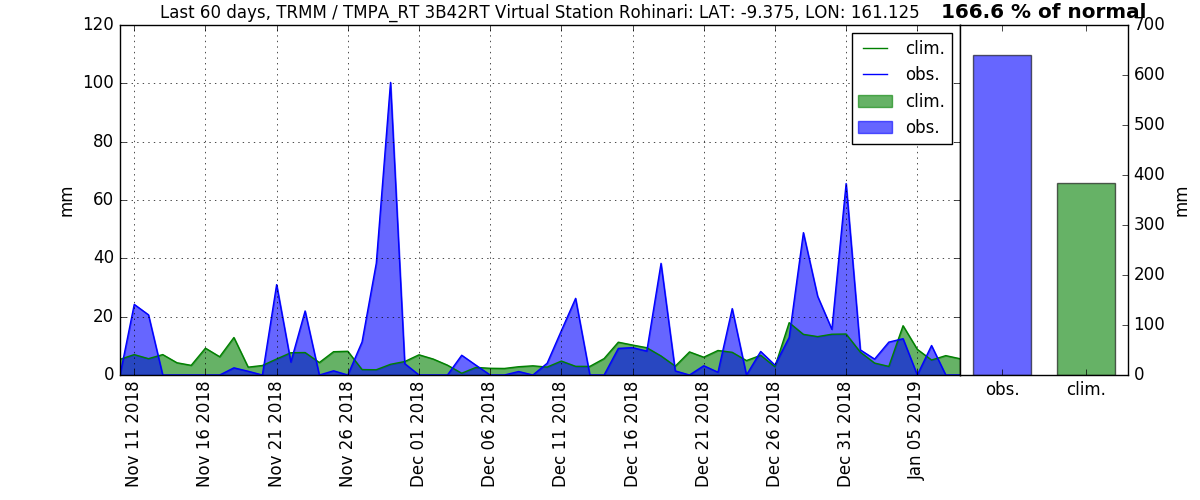 Last 60 days, TRMM / TMPA_RT 3B42RT Virtual Station Rohinari: LAT: -9.375, LON: 161.125
166.6 % of normal
120
100
80
60
40
20
0
mm
clim.
obs.
clim.
obs.
Nov 11 2018
Nov 16 2018
Nov 21 2018
Nov 26 2018
Dec 01 2018
Dec 06 2018
Dec 11 2018
Dec 16 2018
Dec 21 2018
Dec 26 2018
Dec 31 2018
Jan 05 2019
700
600
500
400
300
200
100
0
mm
obs.
clim.